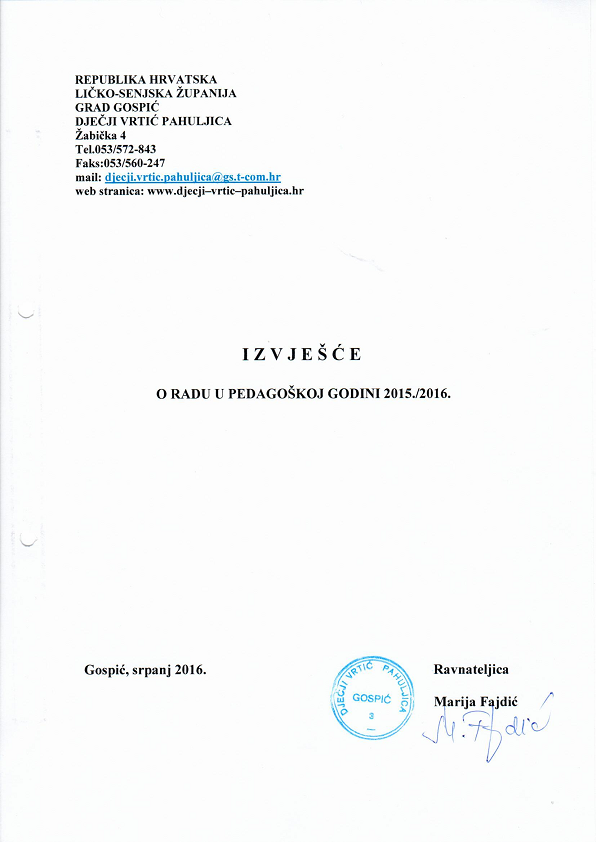 REPUBLIKA HRVATSKA
LIČKO-SENJSKA ŽUPANIJA
GRAD GOSPIĆ
DJEČJI VRTIĆ PAHULJICA
Žabička 4
Tel.053/572-843
Faks:053/560-247
mail: djecji.vrtic.pahuljica@gs.t-com.hr
web stranica: www.djecji–vrtic–pahuljica.hr
I Z V J E Š Ć E
O RADU U PEDAGOŠKOJ GODINI 2015./2016.
Gospić, srpanj 2016.
DJEČJI VRTIĆ PAHULJICA
GOSPIĆ
3
Ravnateljica
Marija Fajdić
M. Fajdić